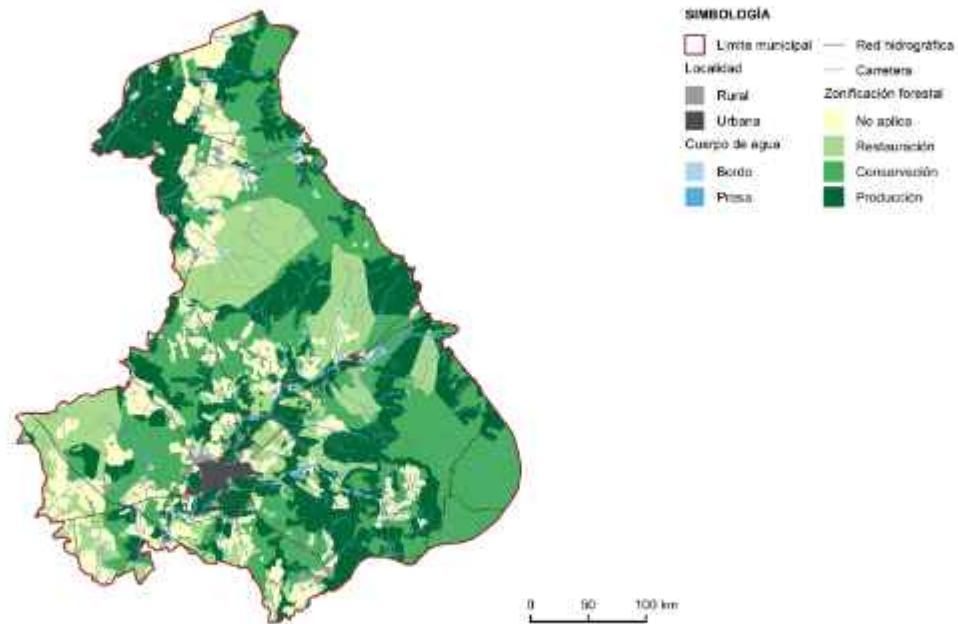 SIMBOLOGÍA
Límite municipal
Localidad
Rural
Urbana
Cuerpo de agua
Bordo
Presa
Red hidrográfica
Carretera
Zonificación forestal
No aplica
Restauración
Conservación
Producción
0 50 100 km